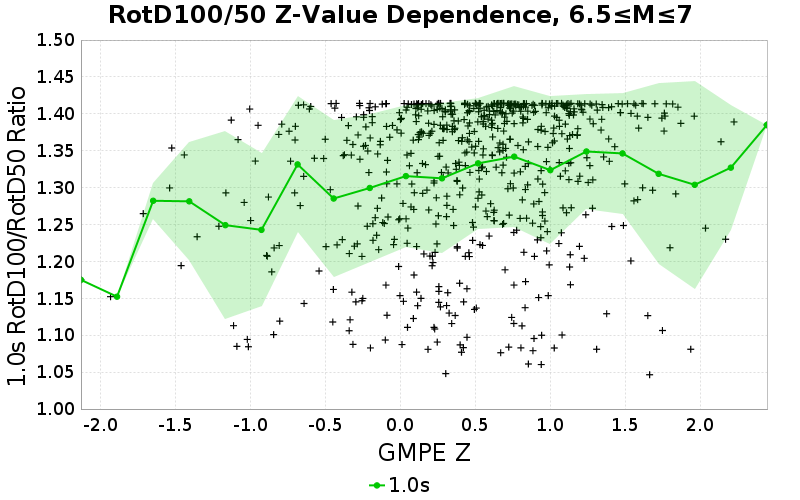 RotD100/50 Z-Value Dependence, 6.5≤M≤7
1.50
1.45
1.40
1.35
1.30
1.25
1.20
1.15
1.10
1.05
1.00
1.0s RotD100/RotD50 Ratio
-2.0 -1.5 -1.0 -0.5 0.0 0.5 1.0 1.5 2.0
GMPE Z
1.0s